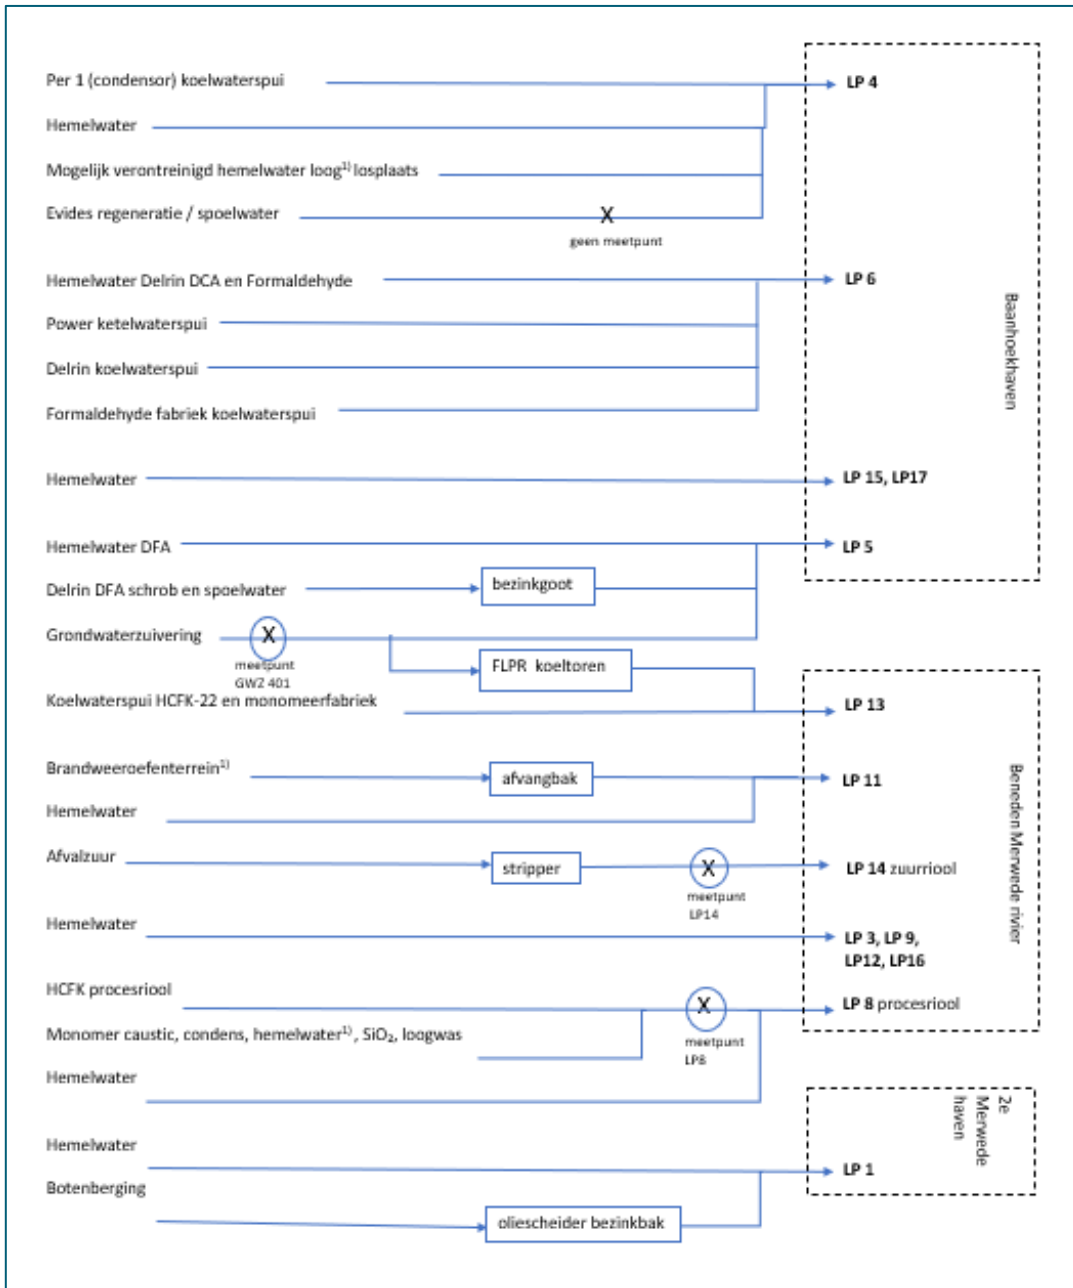 Per 1 (condensor) koelwaterspui
LP 4
Hemelwater
Mogelijk verontreinigd hemelwater loog1) losplaats
Evides regeneratie / spoelwater
X
geen meetpunt
Hemelwater Delrin DCA en Formaldehyde
LP 6
Power ketelwaterspui
Delrin koelwaterspui
Formaldehyde fabriek koelwaterspui
Baanhoekhaven
Hemelwater
LP 15, LP17
Hemelwater DFA
LP 5
Delrin DFA schrob en spoelwater
bezinkgoot
Grondwaterzuivering
X
meetpunt
GWZ 401
FLPR koeltoren
Koelwaterspui HCFK-22 en monomeerfabriek
LP 13
Brandweeroefenterrein1)
afvangbak
LP 11
Hemelwater
Afvalzuur
stripper
X
meetpunt
LP14
LP 14 zuurriool
Beneden Merwede rivier
Hemelwater
LP 3, LP 9,
LP12, LP16
HCFK procesriool
X
meetpunt
LP8
LP 8 procesriool
Monomer caustic, condens, hemelwater1), SiO₂, loogwas
Hemelwater
2e
Merwede
haven
Hemelwater
LP 1
Botenberging
oliescheider bezinkbak